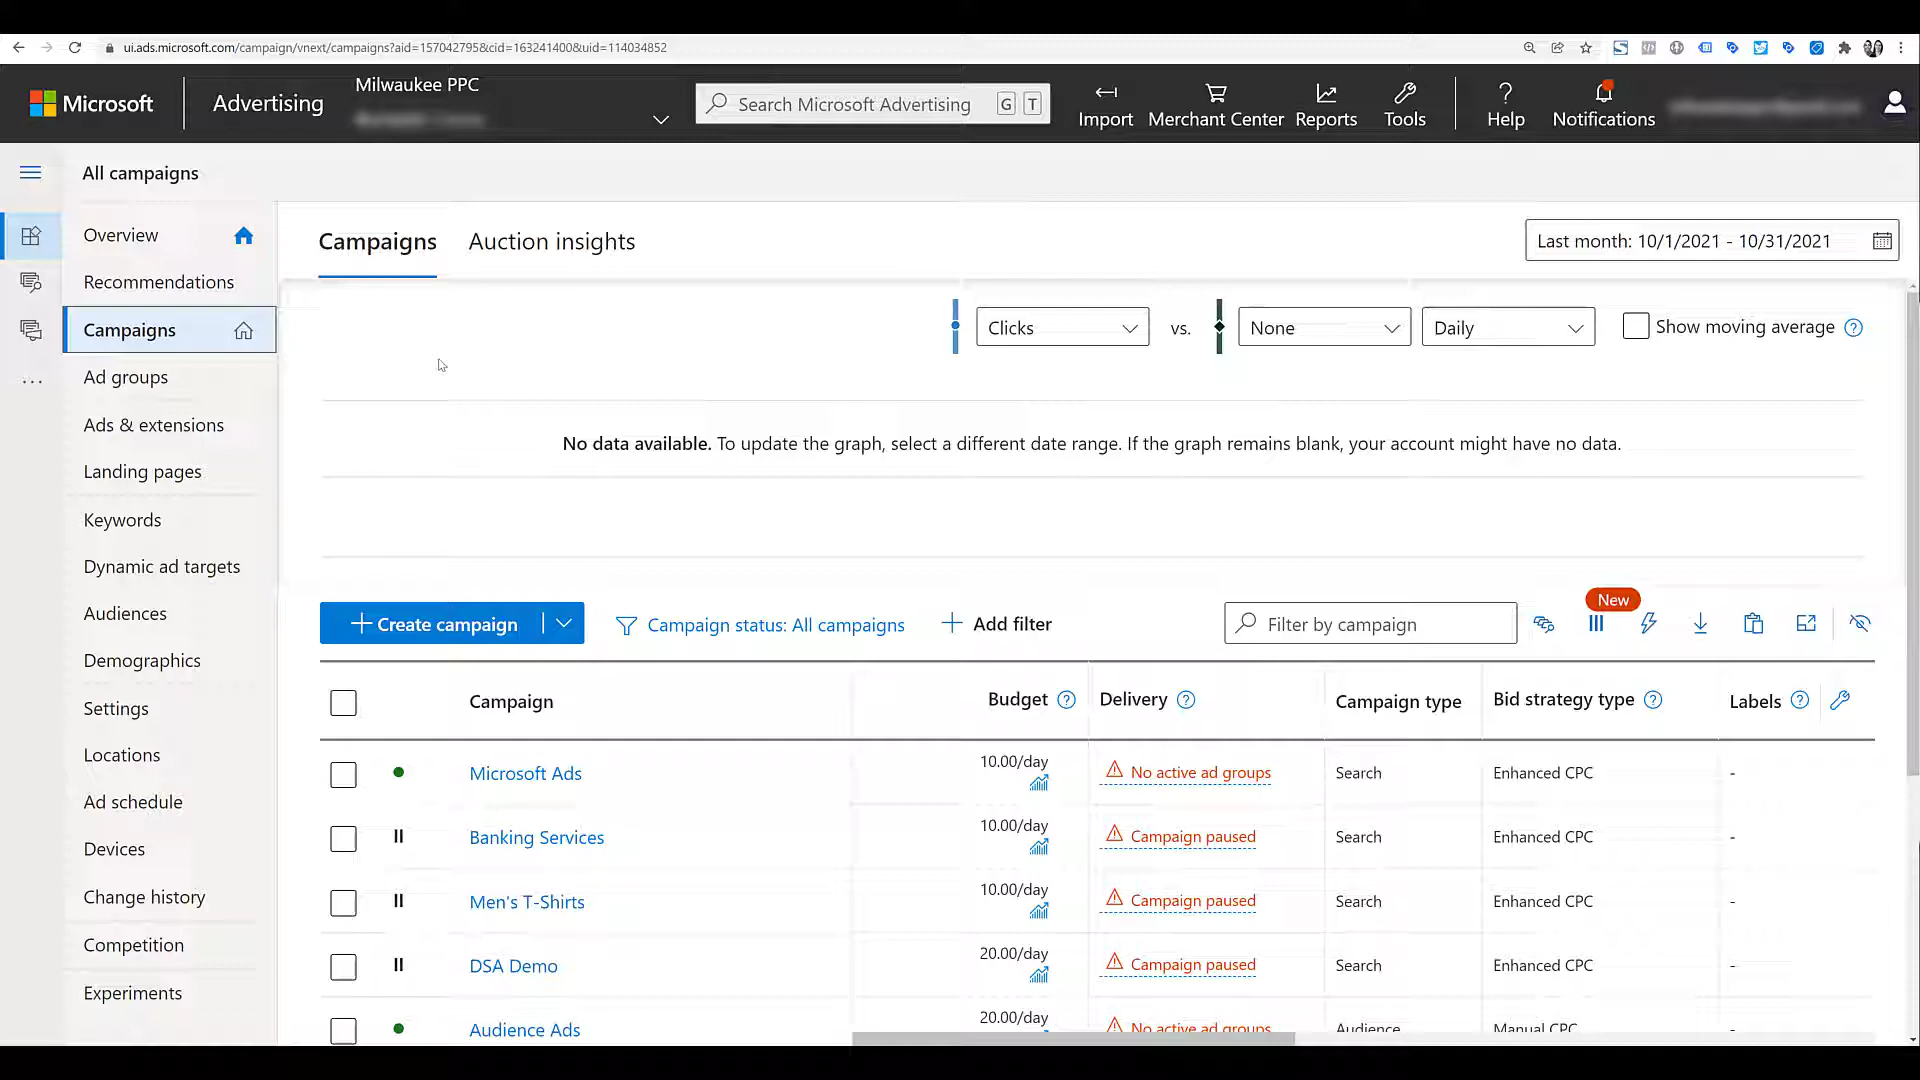 ui.ads.microsoft.com/campaign/vnext/campaigns?aid=157042795&cid=163241400&uid=114034852
Microsoft
Advertising
Milwaukee PPC
Search Microsoft Advertising
G
T
Import
Merchant Center
Reports
Tools
Help
Notifications
All campaigns
Overview
Recommendations
Campaigns
Ad groups
Ads & extensions
Landing pages
Keywords
Dynamic ad targets
Audiences
Demographics
Settings
Locations
Ad schedule
Devices
Change history
Competition
Experiments
Campaigns
Auction insights
Last month: 10/1/2021 - 10/31/2021
Clicks
vs.
None
Daily
Show moving average
No data available. To update the graph, select a different date range. If the graph remains blank, your account might have no data.
Create campaign
Campaign status: All campaigns
Add filter
Filter by campaign
New
Campaign
Budget
Delivery
Campaign type
Bid strategy type
Labels
Microsoft Ads
10.00/day
No active ad groups
Search
Enhanced CPC
-
Banking Services
10.00/day
Campaign paused
Search
Enhanced CPC
-
Men's T-Shirts
10.00/day
Campaign paused
Search
Enhanced CPC
-
DSA Demo
20.00/day
Campaign paused
Search
Enhanced CPC
-
Audience Ads
20.00/day
No active ad groups
Audience
Manual CPC